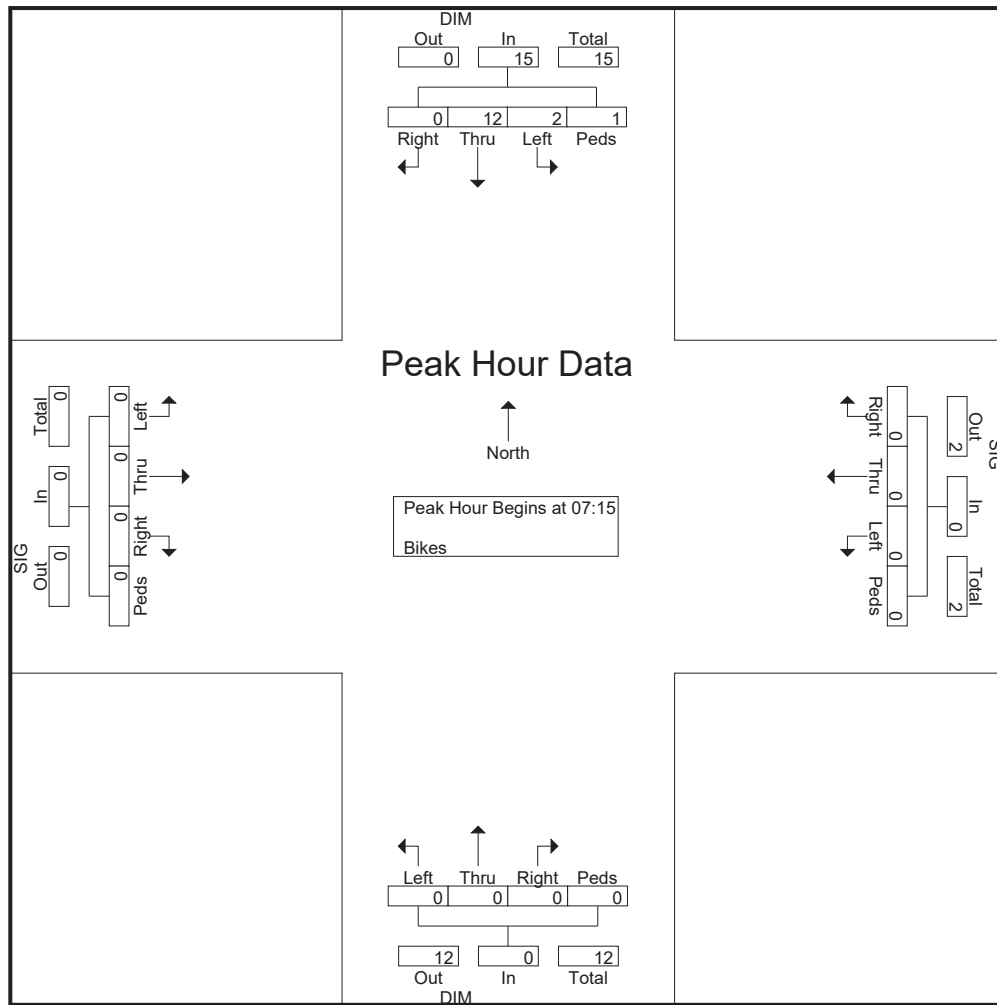 DIM
Out In Total
0 15 15
0 12 2 1
Right Thru Left Peds
Peak Hour Data
North
Peak Hour Begins at 07:15
Bikes
SIG
Out In Total
0 0 0
Left Thru Right Peds
0 0 0 0
SIG
Out In Total
2 0 2
Right Thru Left Peds
0 0 0 0
Left Thru Right Peds
0 0 0 0
12 0 12
Out In Total
DIM